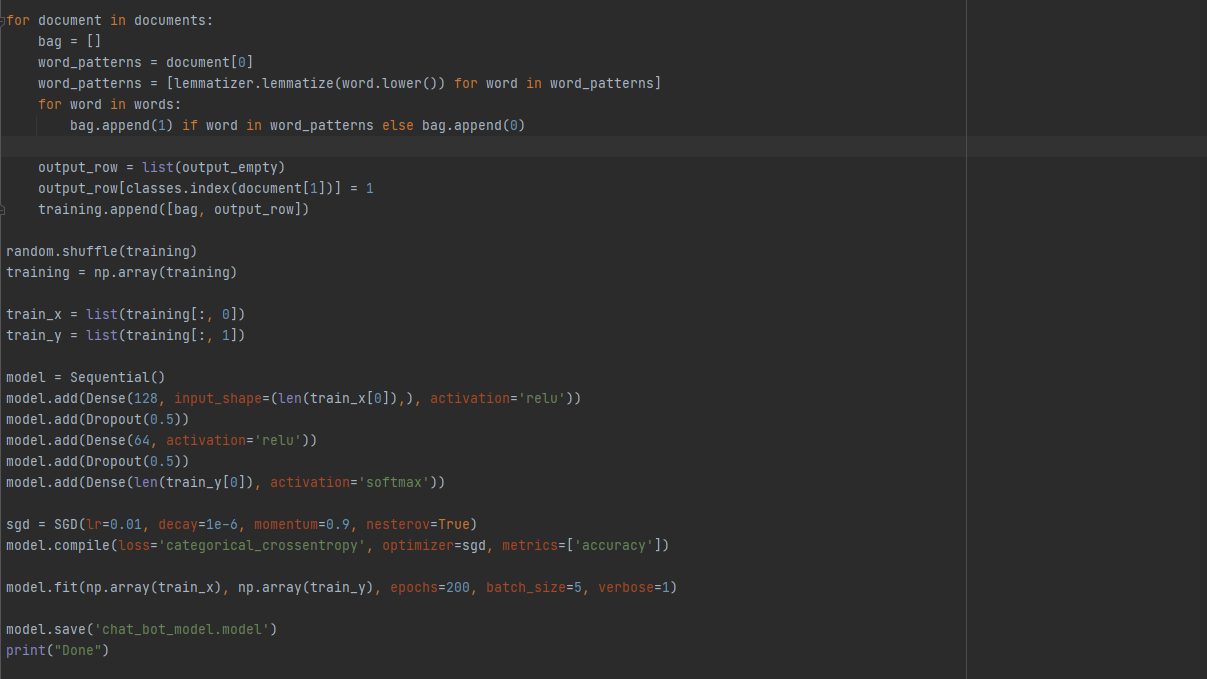 for document in documents:
    bag = []
    word_patterns = document[0]
    word_patterns = [lemmatizer.lemmatize(word.lower()) for word in word_patterns]
    for word in words:
        bag.append(1) if word in word_patterns else bag.append(0)

    output_row = list(output_empty)
    output_row[classes.index(document[1])] = 1
    training.append([bag, output_row])

random.shuffle(training)
training = np.array(training)

train_x = list(training[:, 0])
train_y = list(training[:, 1])

model = Sequential()
model.add(Dense(128, input_shape=(len(train_x[0]),), activation='relu'))
model.add(Dropout(0.5))
model.add(Dense(64, activation='relu'))
model.add(Dropout(0.5))
model.add(Dense(len(train_y[0]), activation='softmax'))

sgd = SGD(lr=0.01, decay=1e-6, momentum=0.9, nesterov=True)
model.compile(loss='categorical_crossentropy', optimizer=sgd, metrics=['accuracy'])

model.fit(np.array(train_x), np.array(train_y), epochs=200, batch_size=5, verbose=1)

model.save('chat_bot_model.model')
print("Done")